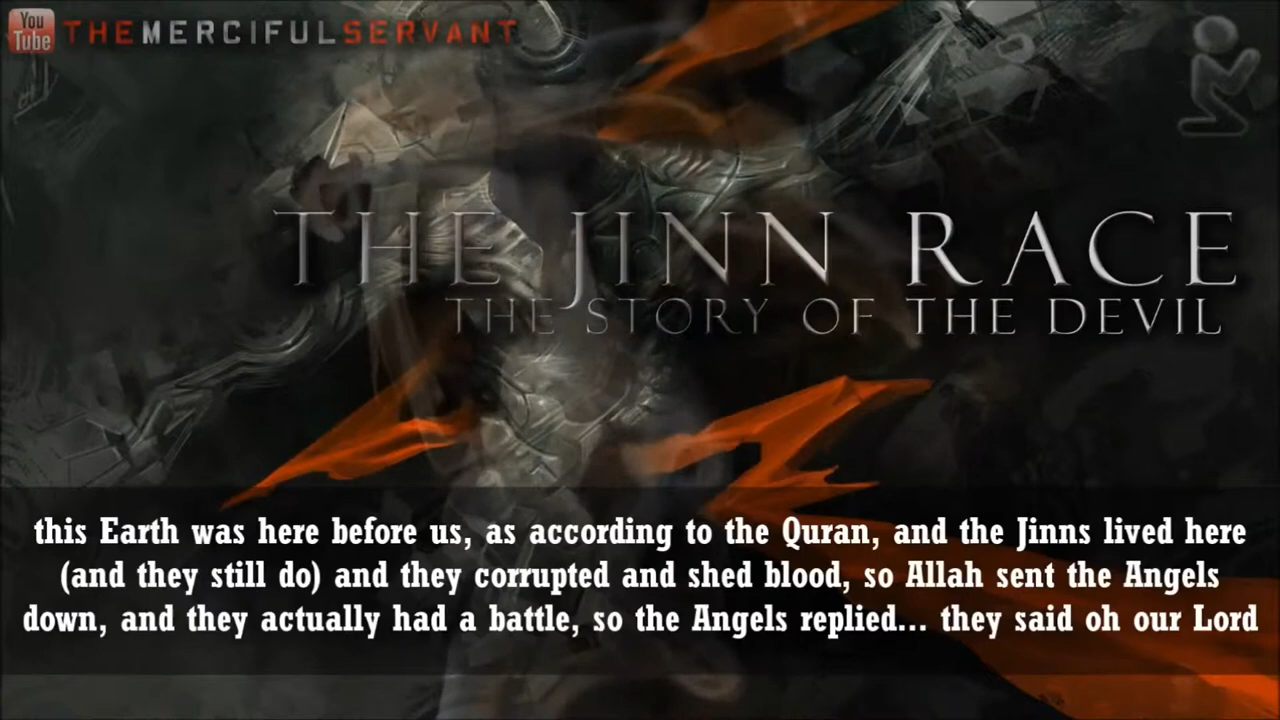 You
Tube
THEMERCIFULSERVANT
THE JINN RACE
THE STORY OF THE DEVIL
this Earth was here before us, as according to the Quran, and the Jinns lived here
(and they still do) and they corrupted and shed blood, so Allah sent the Angels
down, and they actually had a battle, so the Angels replied... they said oh our Lord